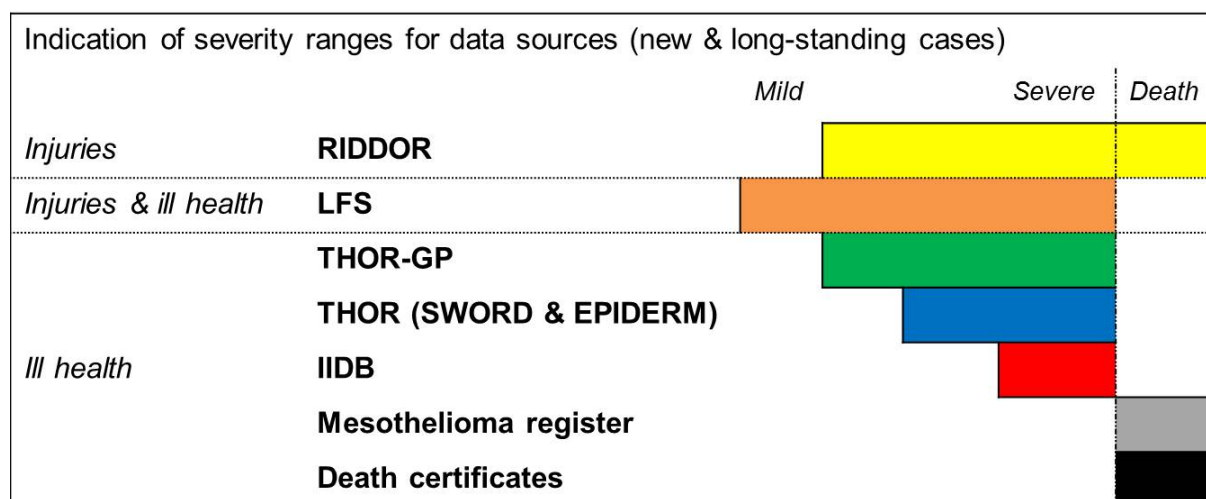 Indication of severity ranges for data sources (new & long-standing cases)
Mild Severe Death
Injuries RIDDOR
Injuries & ill health LFS
THOR-GP
THOR (SWORD & EPIDERM)
Ill health IIDB
Mesothelioma register
Death certificates